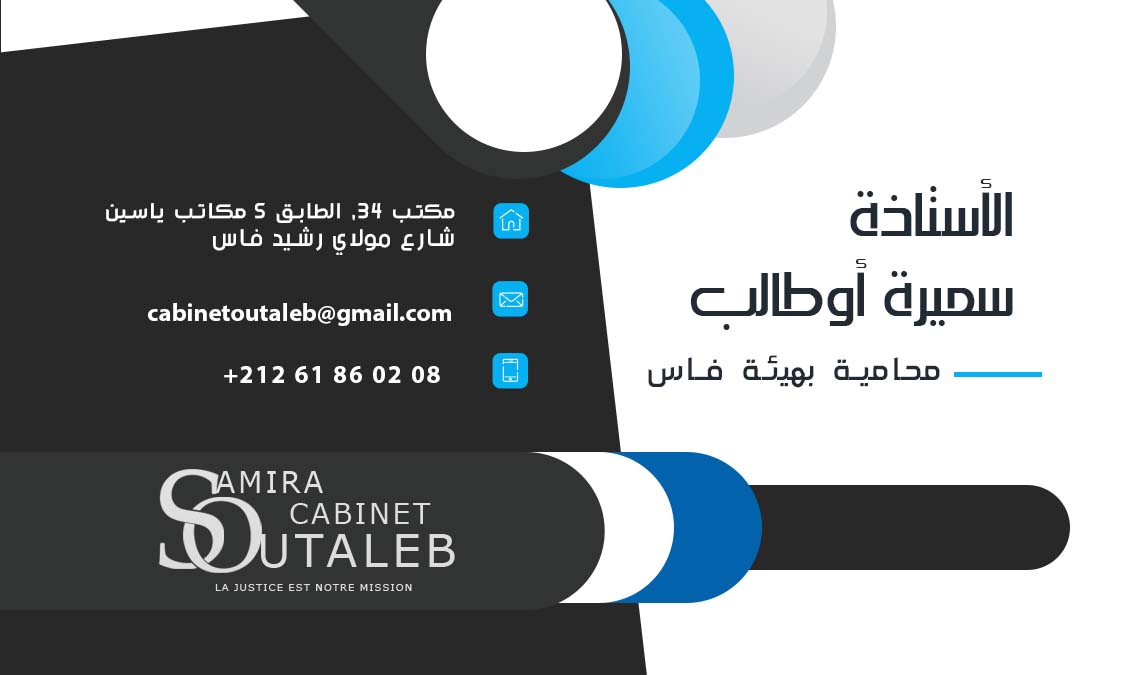 الأستاذة
سميرة أوطالب
محامية بهيئة فاس
مكتب 34, الطابق 5 مكاتب ياسين
شارع مولاي رشيد فاس
cabinetoutaleb@gmail.com
+212 61 86 02 08
SAMIRA
CABINET
OUTALEB
LA JUSTICE EST NOTRE MISSION